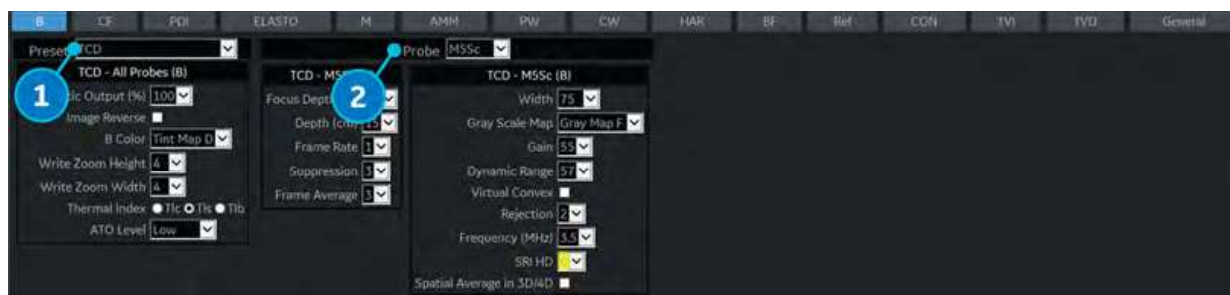 B CF PDI ELASTO M AMM PW CW HAR BF Ref CON TVI TVD General
Preset TCD Probe M5Sc
1 2
TCD - All Probes (B)
ic Output (%) 100
Image Reverse
B Color Tint Map D
Write Zoom Height 4
Write Zoom Width 4
Thermal Index TIc TIs TIb
ATO Level Low
TCD - M5
Focus Dept
Depth (cm) 15
Frame Rate 1
Suppression 3
Frame Average 3
TCD - M5Sc (B)
Width 75
Gray Scale Map Gray Map F
Gain 55
Dynamic Range 57
Virtual Convex
Rejection 2
Frequency (MHz) 3.5
SRI HD
Spatial Average in 3D/4D